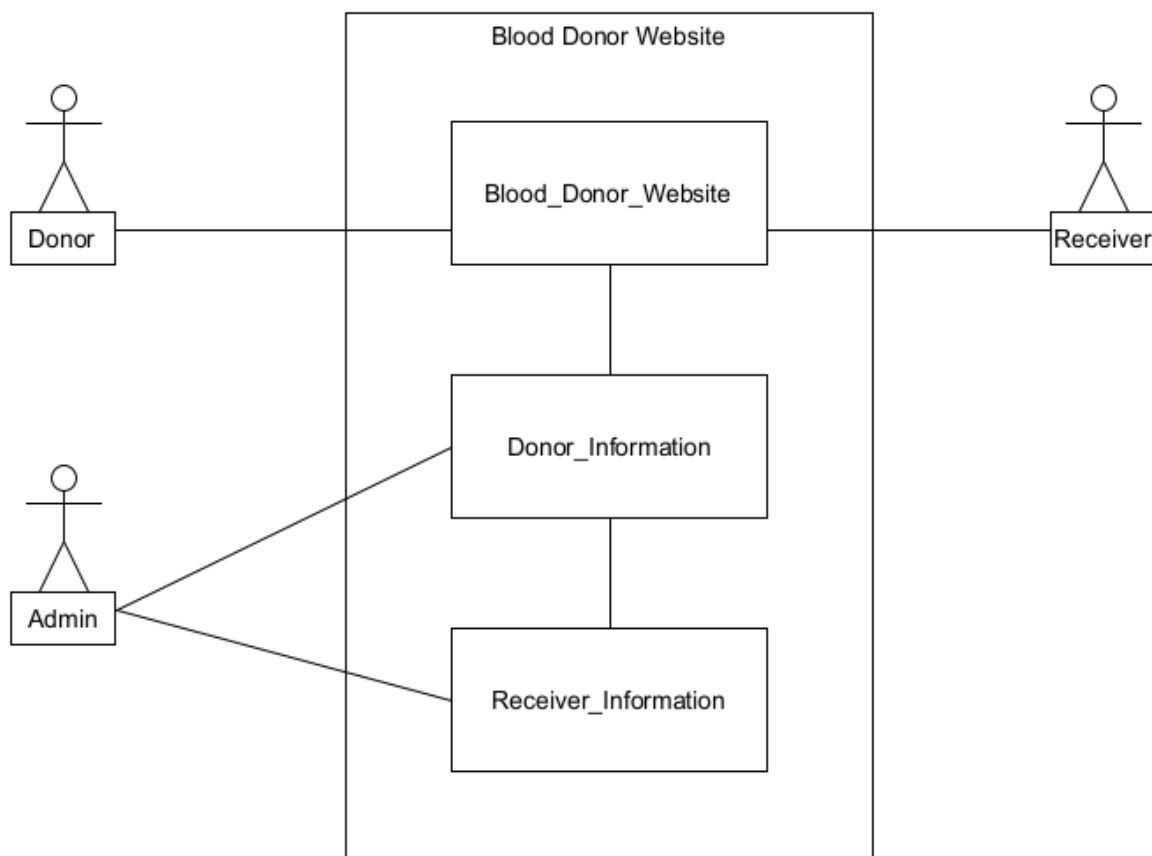 Blood Donor Website
Blood_Donor_Website
Donor
Receiver
Donor_Information
Admin
Receiver_Information